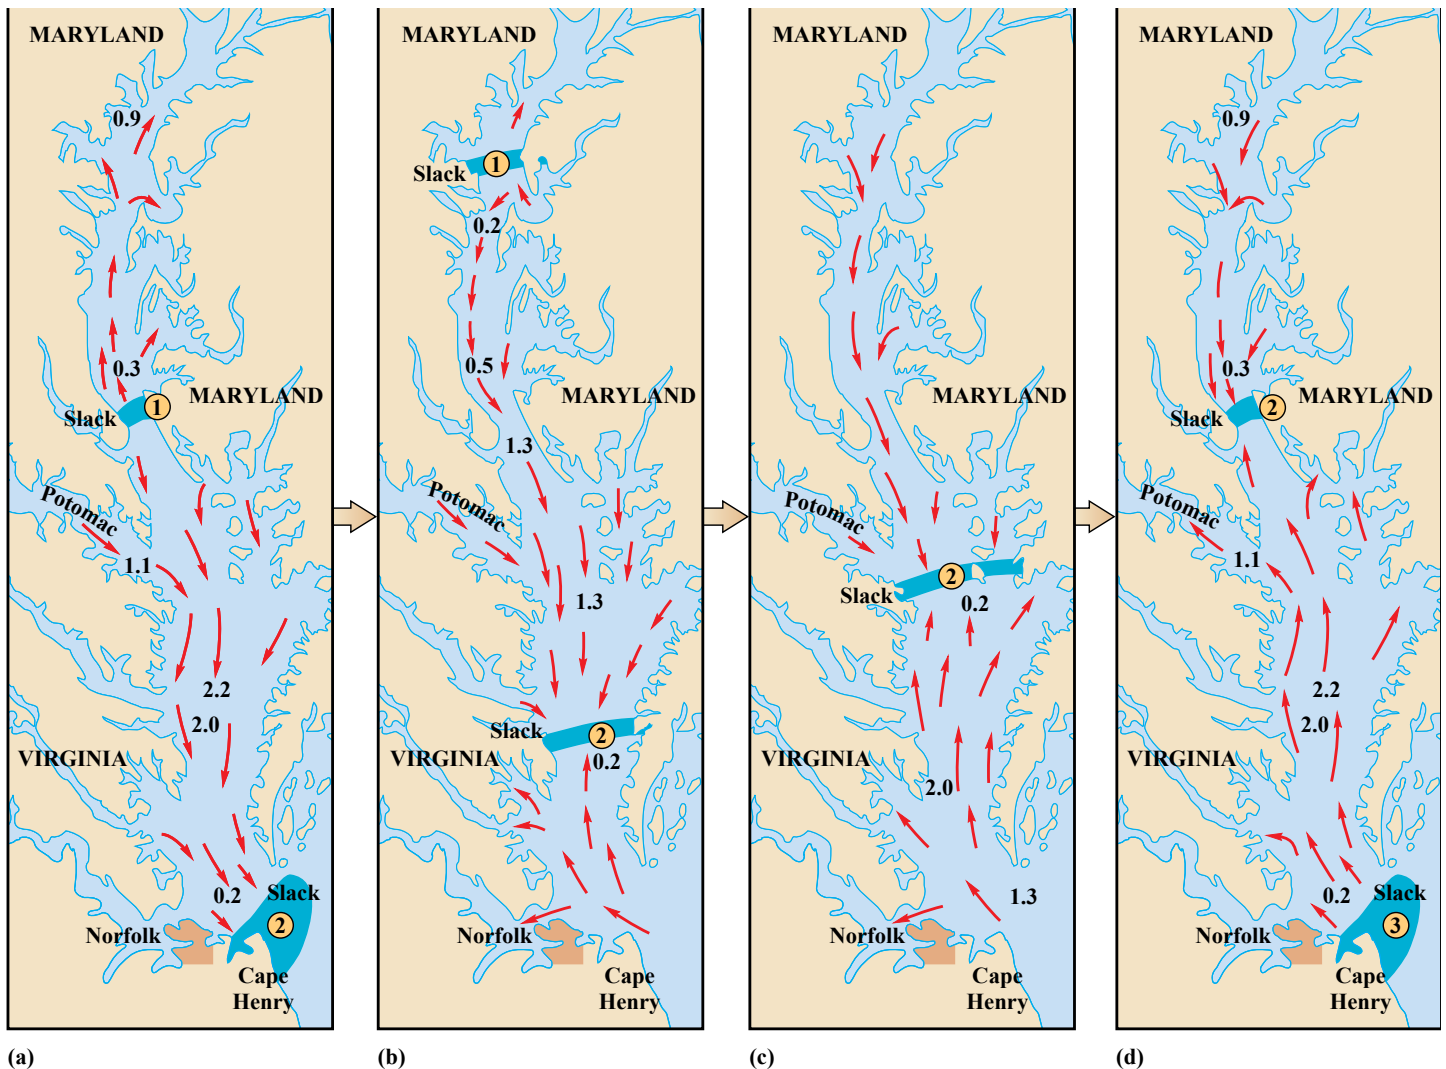 MARYLAND
0.9
0.3
MARYLAND
Slack
1
Potomac
1.1
2.2
2.0
VIRGINIA
0.2
Slack
2
Norfolk
Cape
Henry
(a)
MARYLAND
Slack
1
0.2
0.5
MARYLAND
1.3
Potomac
1.3
Slack
2
0.2
VIRGINIA
Norfolk
Cape
Henry
(b)
MARYLAND
MARYLAND
Potomac
Slack
2
0.2
VIRGINIA
2.0
1.3
Norfolk
Cape
Henry
(c)
MARYLAND
0.9
0.3
MARYLAND
Slack
2
Potomac
1.1
2.2
2.0
VIRGINIA
0.2
Slack
3
Norfolk
Cape
Henry
(d)